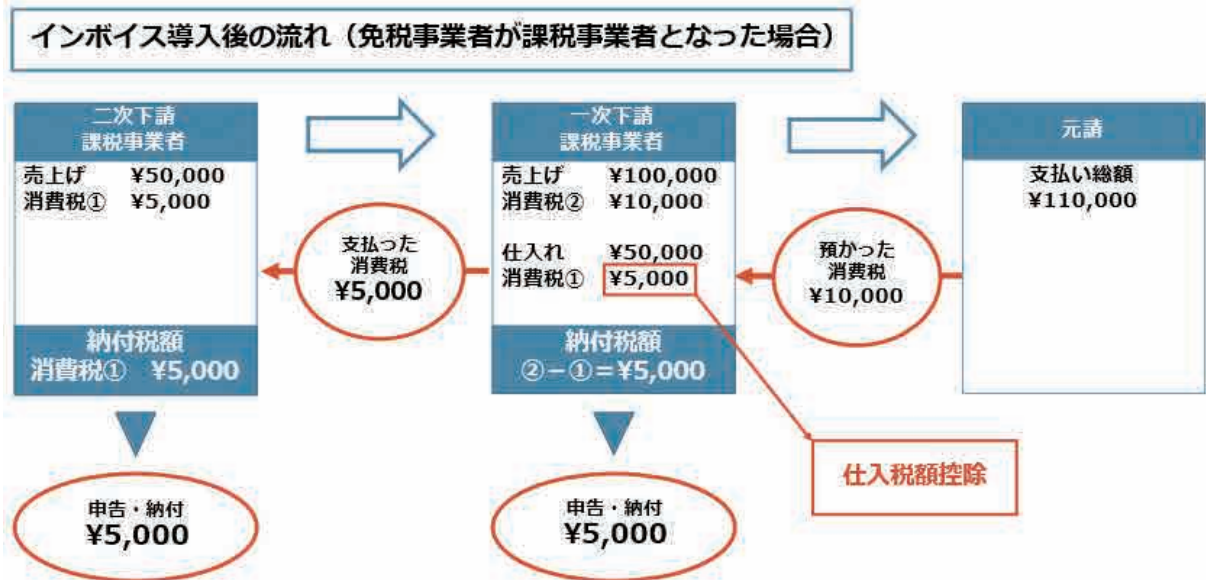 インボイス導入後の流れ（免税事業者が課税事業者となった場合）
二次下請
課税事業者
売上げ ¥50,000
消費税① ¥5,000
納付税額
消費税① ¥5,000
申告・納付
¥5,000
支払った
消費税
¥5,000
一次下請
課税事業者
売上げ ¥100,000
消費税② ¥10,000
仕入れ ¥50,000
消費税① ¥5,000
納付税額
②－①＝¥5,000
申告・納付
¥5,000
預かった
消費税
¥10,000
元請
支払い総額
¥110,000
仕入税額控除